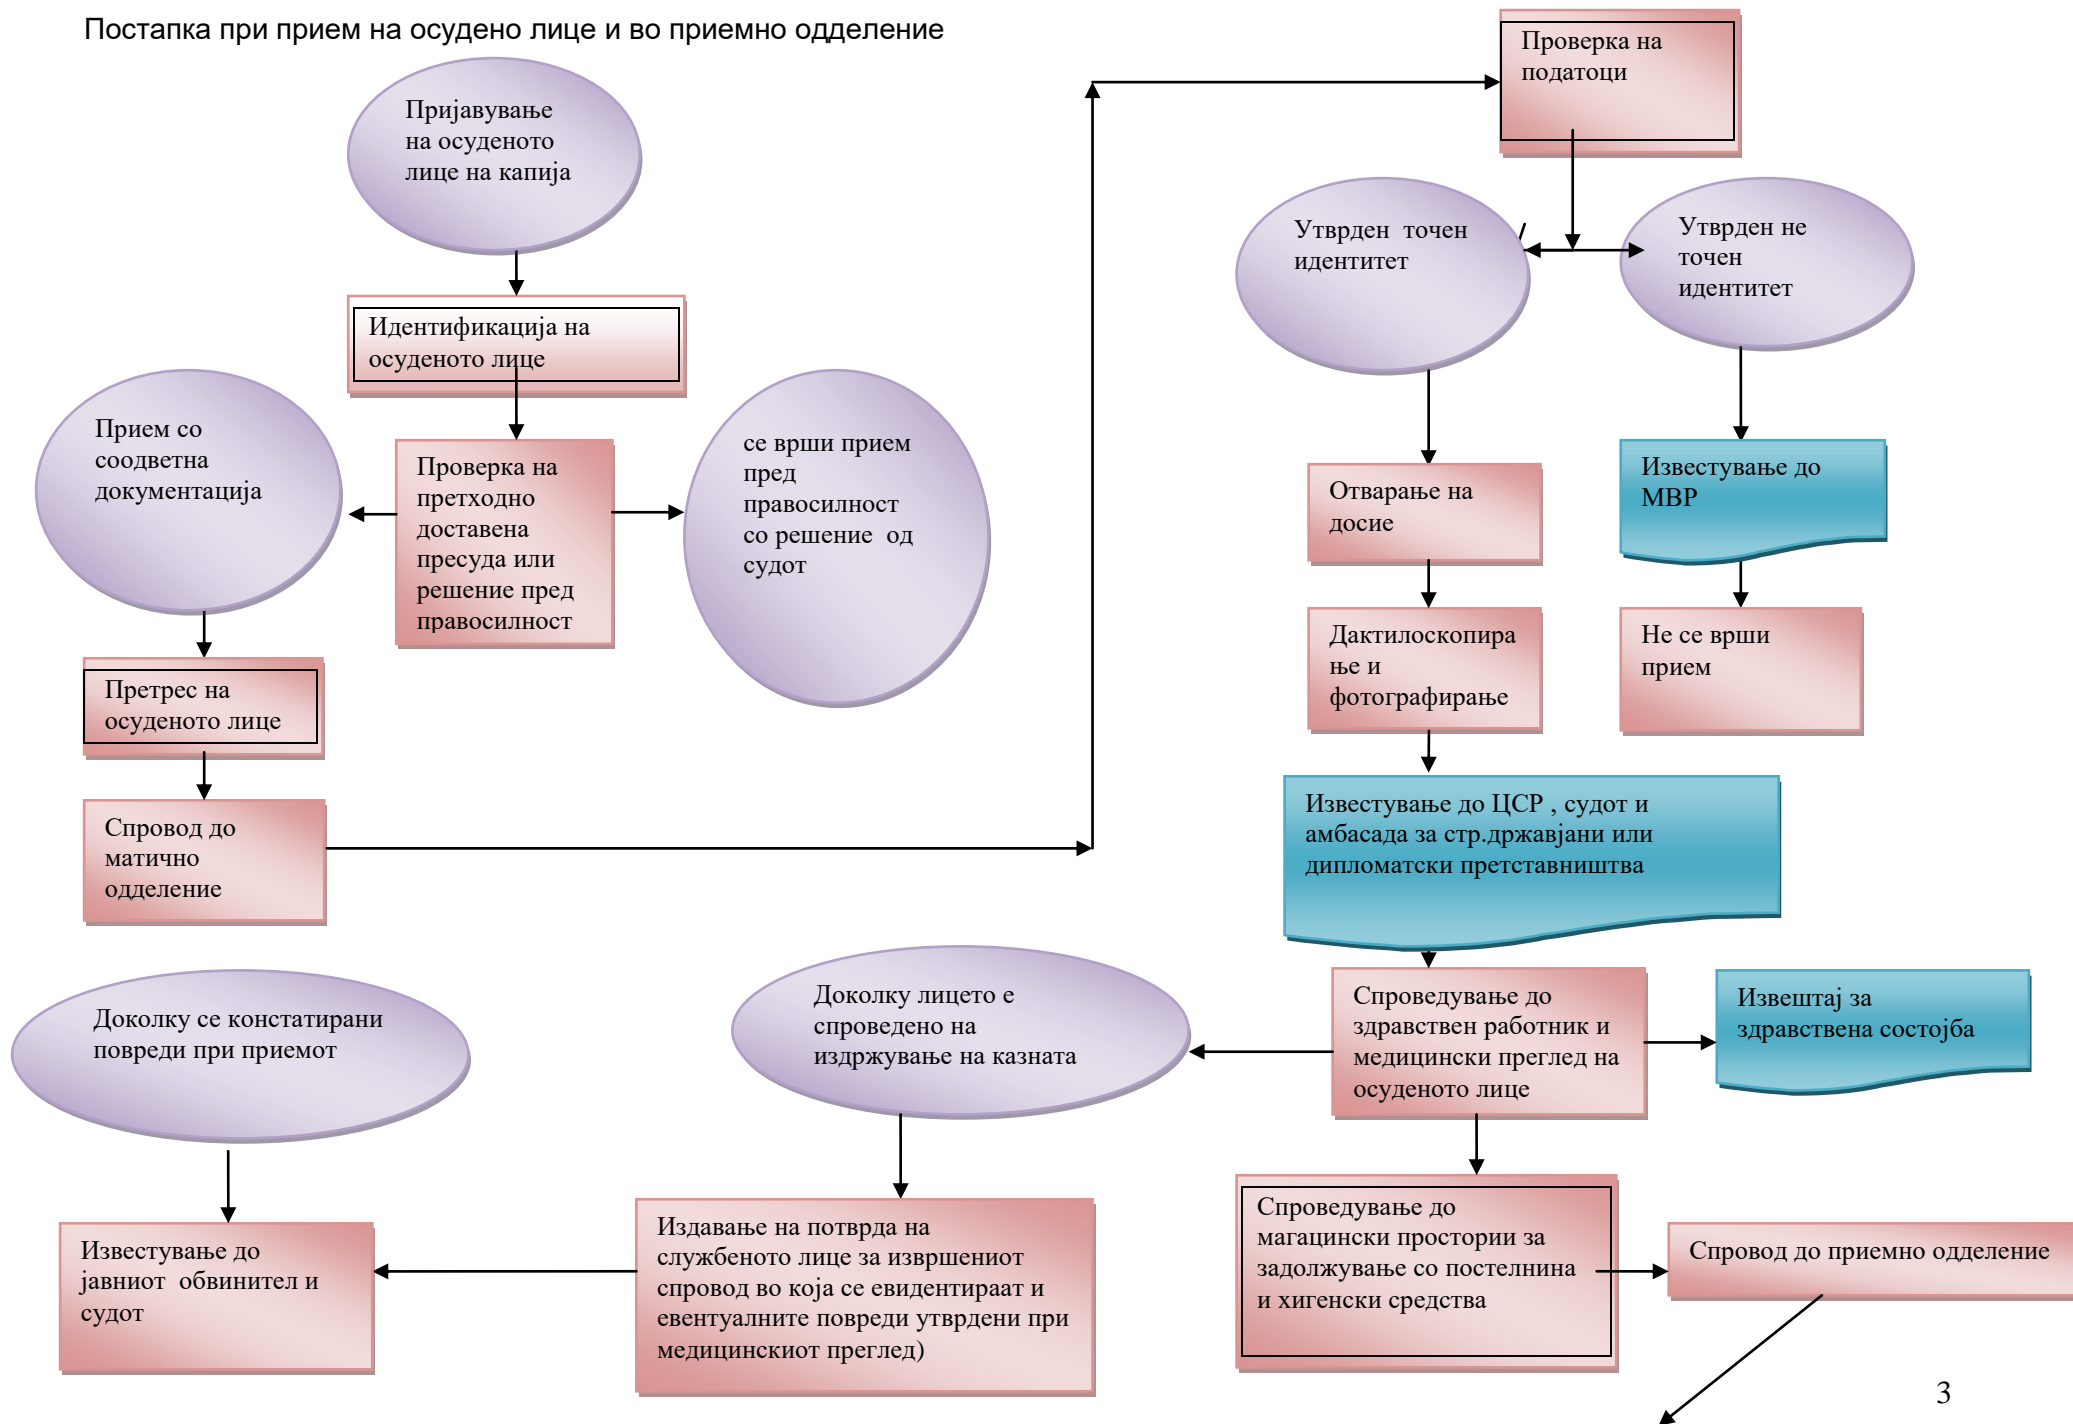 Постапка при прием на осудено лице и во приемно одделение
Пријавување
на осуденото
лице на капија
Идентификација на
осуденото лице
Прием со
соодветна
документација
Проверка на
претходно
доставена
пресуда или
решение пред
правосилност
се врши прием
пред
правосилност
со решение  од
судот
Претрес на
осуденото лице
Спровод до
матично
одделение
Проверка на
податоци
Утврден  точен
идентитет
Утврден не
точен
идентитет
Отварање на
досие
Известување до
МВР
Дактилоскопира
ње и
фотографирање
Не се врши
прием
Известување до ЦСР , судот и
амбасада за стр.државјани или
дипломатски претставништва
Спроведување до
здравствен работник и
медицински преглед на
осуденото лице
Извештај за
здравствена состојба
Доколку лицето е
спроведено на
издржување на казната
Доколку се констатирани
повреди при приемот
Известување до
јавниот  обвинител и
судот
Издавање на потврда на
службеното лице за извршениот
спровод во која се евидентираат и
евентуалните повреди утврдени при
медицинскиот преглед)
Спроведување до
магацински простории за
задолжување со постелнина
и хигенски средства
Спровод до приемно одделение
3